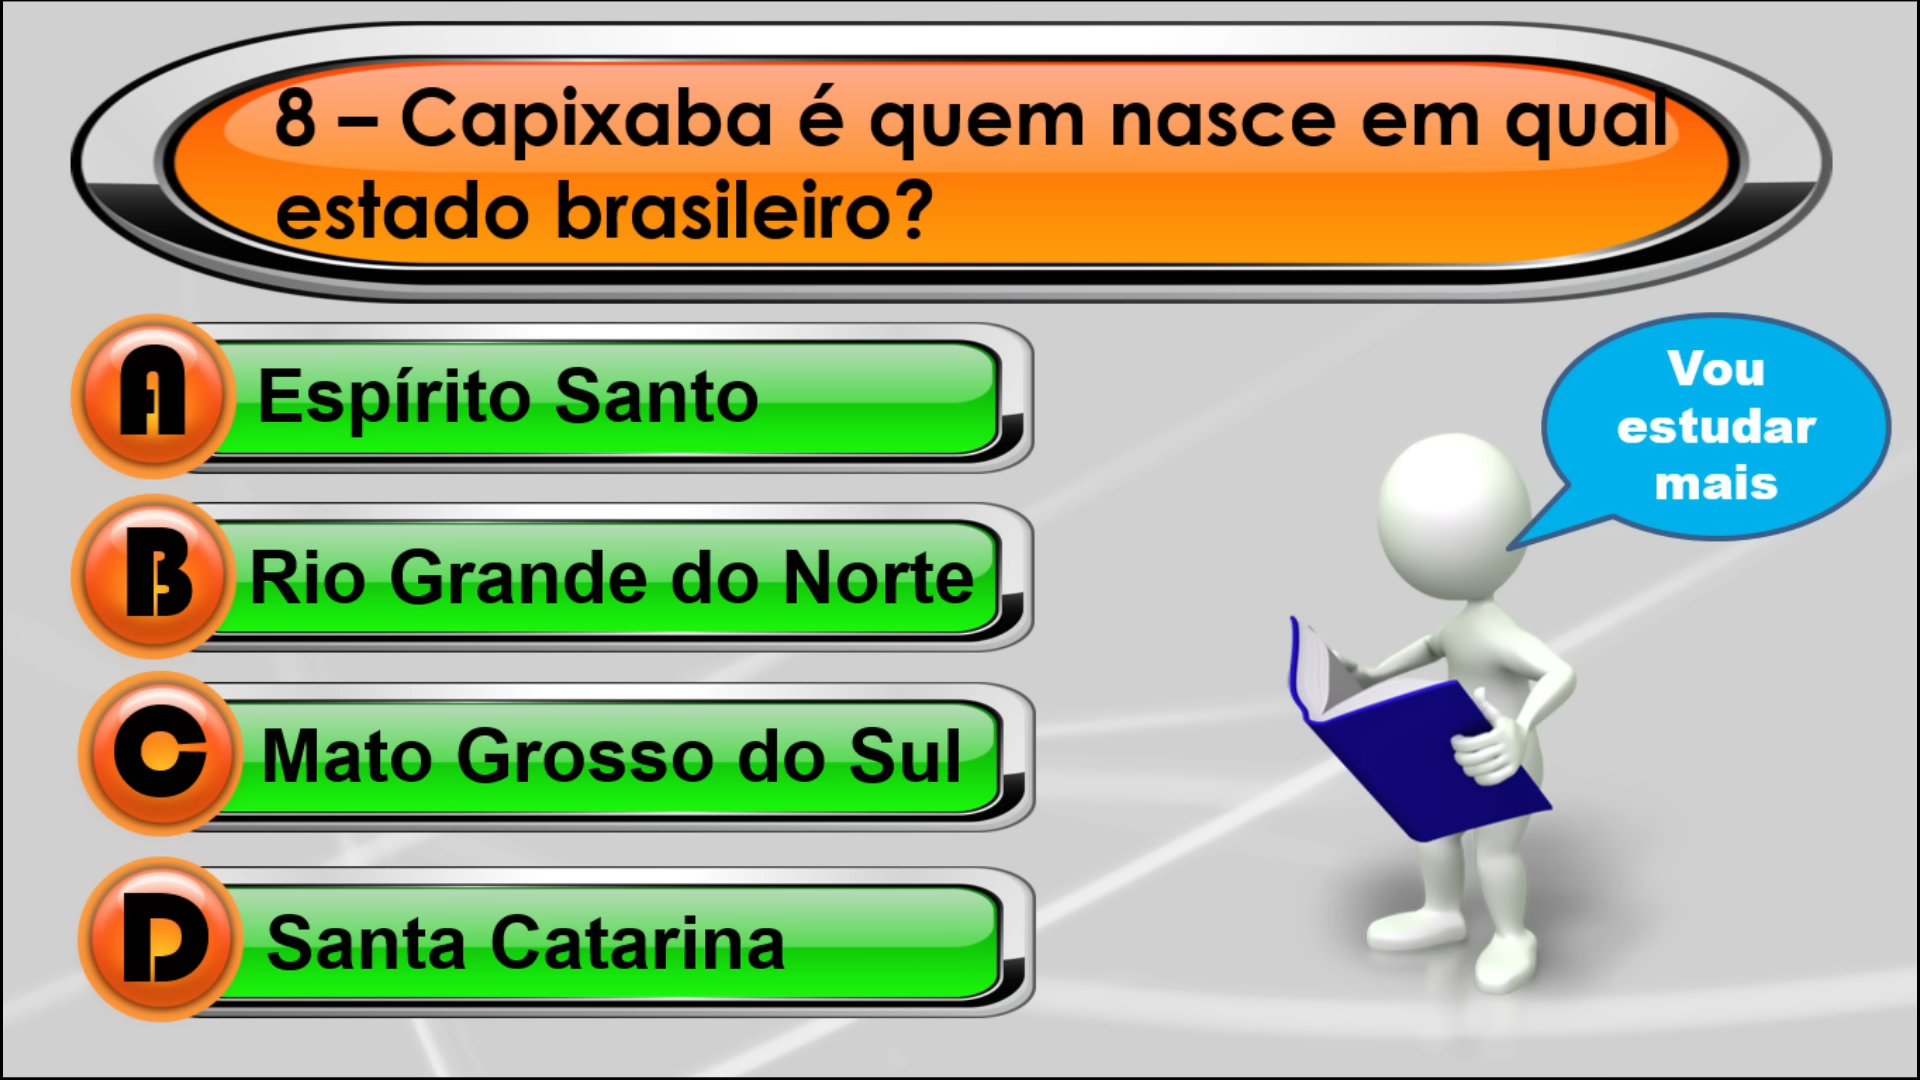 8 – Capixaba é quem nasce em qual
estado brasileiro?
A Espírito Santo
B Rio Grande do Norte
C Mato Grosso do Sul
D Santa Catarina
Vou
estudar
mais